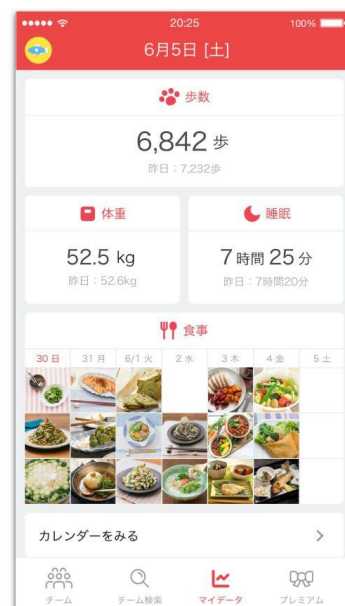 20:25
100%
6月5日 [土]
歩数
6,842 歩
昨日：7,232歩
体重
52.5 kg
昨日：52.6kg
睡眠
7時間 25分
昨日：7時間20分
食事
30 日 31 月 6/1 火 2 水 3 木 4 金 5 土
カレンダーをみる
チーム チーム検索 マイデータ プレミアム